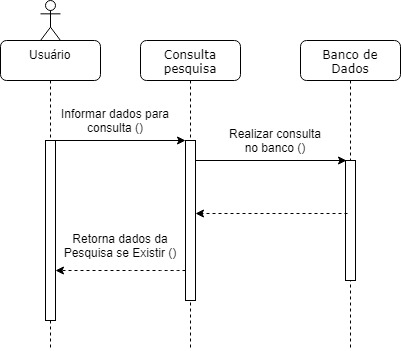 Usuário
Consulta
pesquisa
Banco de
Dados
Informar dados para
consulta ()
Realizar consulta
no banco ()
Retorna dados da
Pesquisa se Existir ()